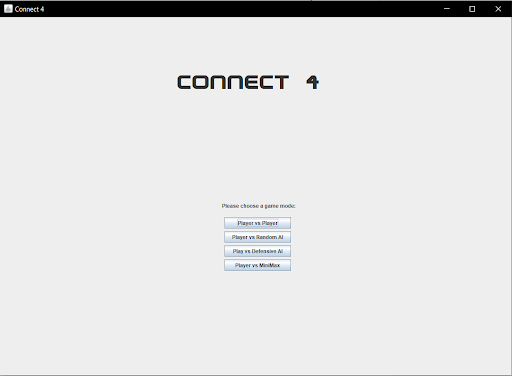 Connect 4
CONNECT 4
Please choose a game mode:
Player vs Player
Player vs Random AI
Play vs Defensive AI
Player vs MiniMax